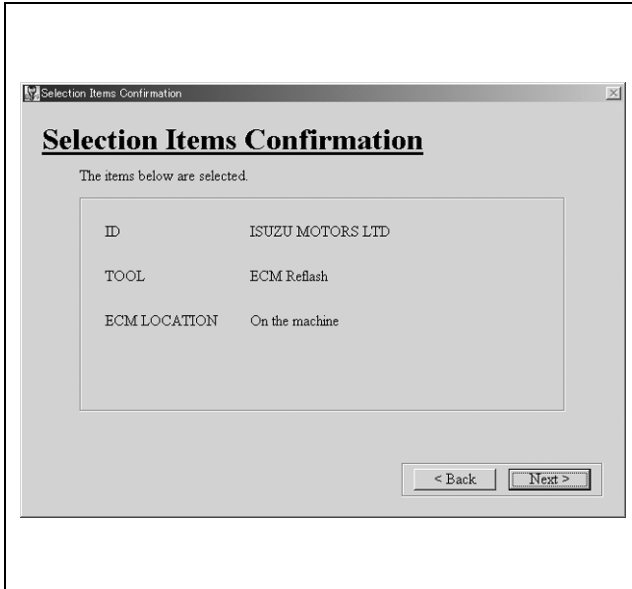 Selection Items Confirmation
Selection Items Confirmation
The items below are selected.
ID ISUZU MOTORS LTD
TOOL ECM Reflash
ECM LOCATION On the machine
< Back Next >